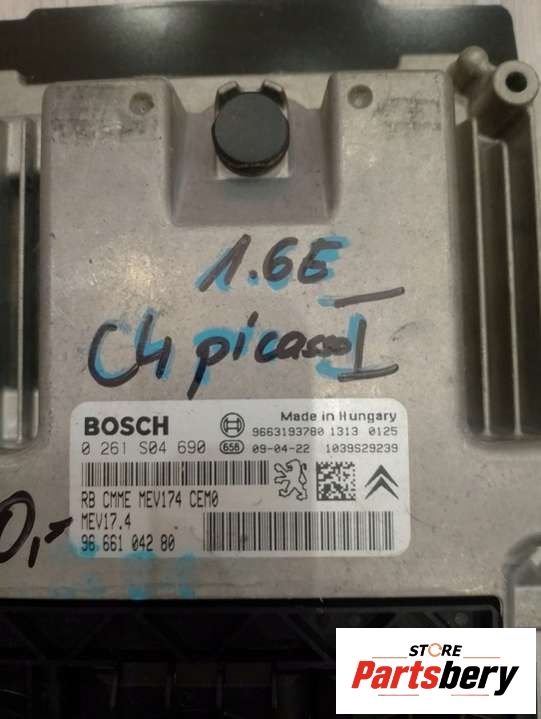 1.6E
C4 picasso I
BOSCH
Made in Hungary
9663193780 1313 0125
0 261 S04 690 656 09-04-22 1039S29239
RB CMME MEV174 CEM0
MEV17.4
96 661 042 80
0,-
STORE
Partsbery